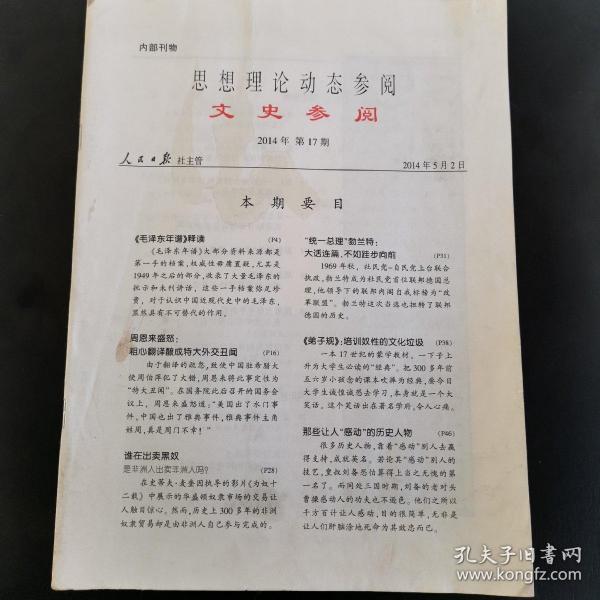 内部刊物
思想理论动态参阅
文史参阅
2014年 第17期
人民日报 社主管
2014年5月2日
本期要目
《毛泽东年谱》释读 (P4)
《毛泽东年谱》大部分资料来源都是
第一手的档案，权威性毋庸置疑，尤其是
1949年之后的部分，收录了大量毛泽东的
批示和未刊讲话，这些一手档案弥足珍
贵，对于认识中国近现代史中的毛泽东，
显然具有不可替代的作用。
周恩来盛怒：
粗心翻译酿成特大外交丑闻 (P16)
由于翻译的疏忽，致使中国驻希腊大
使周伯萍犯了大错，周恩来将此事定性为
“特大丑闻”。在国务院此后召开的国务会
议上，周恩来盛怒道：“美国出了水门事
件，中国也出了雅典事件，雅典事件主角
姓周，真是周门不幸！”
谁在出卖黑奴
是非洲人出卖非洲人吗？ (P28)
在史蒂夫·麦奎因执导的影片《为奴十
二载》中展示的华盛顿奴隶市场的交易让
人触目惊心。然而，历史上300多年的非洲
奴隶贸易却是由非洲人自己参与完成的。
“统一总理”勃兰特：
大话连篇，不如跬步向前 (P31)
1969年秋，社民党-自民党上台联合
执政，勃兰特成为社民党首位联邦德国总
理，他领导下的联邦内阁自我标榜为“改
革联盟”。勃兰特这次当选也扭转了联邦
德国的历史。
《弟子规》：培训奴性的文化垃圾 (P38)
一本17世纪的蒙学教材，一下子上
升为大学生必读的“经典”。把300多年前
五六岁小孩念的课本吹捧为经典，要今日
大学生诚惶诚恐去学习，本身就是一个大
笑话。这个笑话出在著名学府，令人心痛。
那些让人“感动”的历史人物 (P46)
很多历史人物，靠着“感动”别人去赢
得支持，成就英名。若论其“感动”别人的
技艺，皇叔刘备恐怕算得上当之无愧的第
一名了。而同处三国时期，刘备的老对头
曹操感动人的功夫也不逊色。他们之所以
千方百计让人感动，目的很简单，无非是
让人们肝脑涂地死命为其效忠而已。
孔夫子旧书网
www.kongfz.com